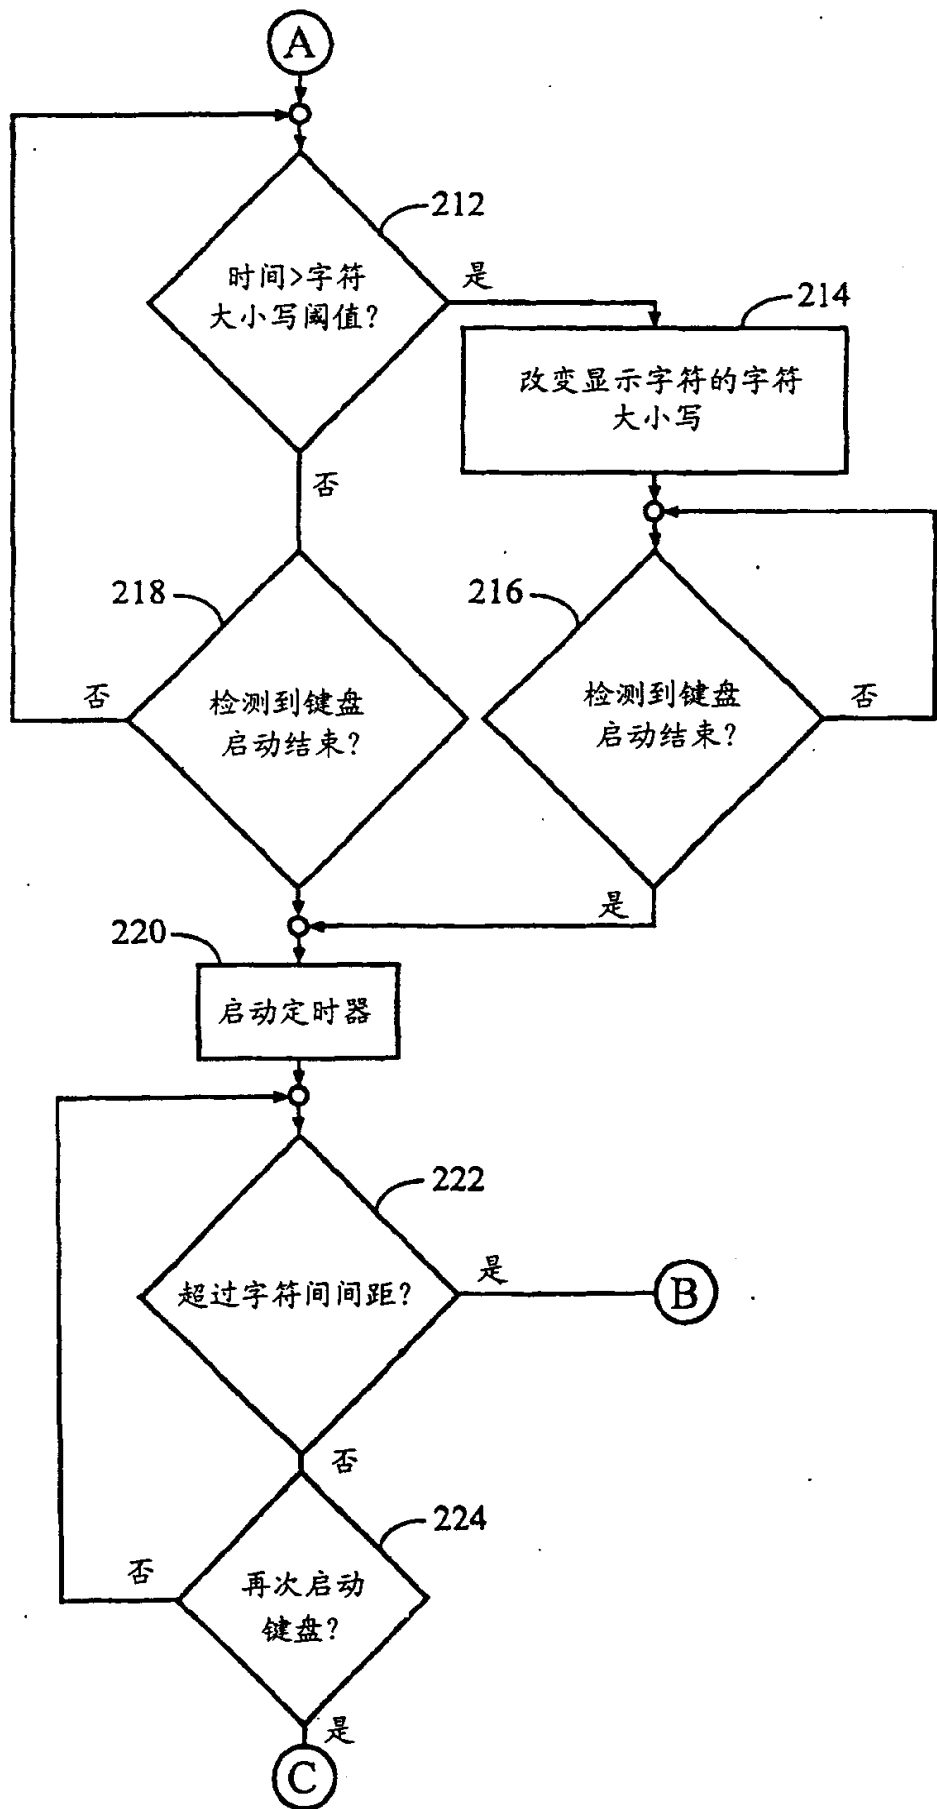 A
212
时间>字符
大小写阈值?
是
214
改变显示字符的字符
大小写
否
218
检测到键盘
启动结束?
否
216
检测到键盘
启动结束?
否
是
220
启动定时器
222
超过字符间间距?
是
B
否
224
再次启动
键盘?
否
是
C